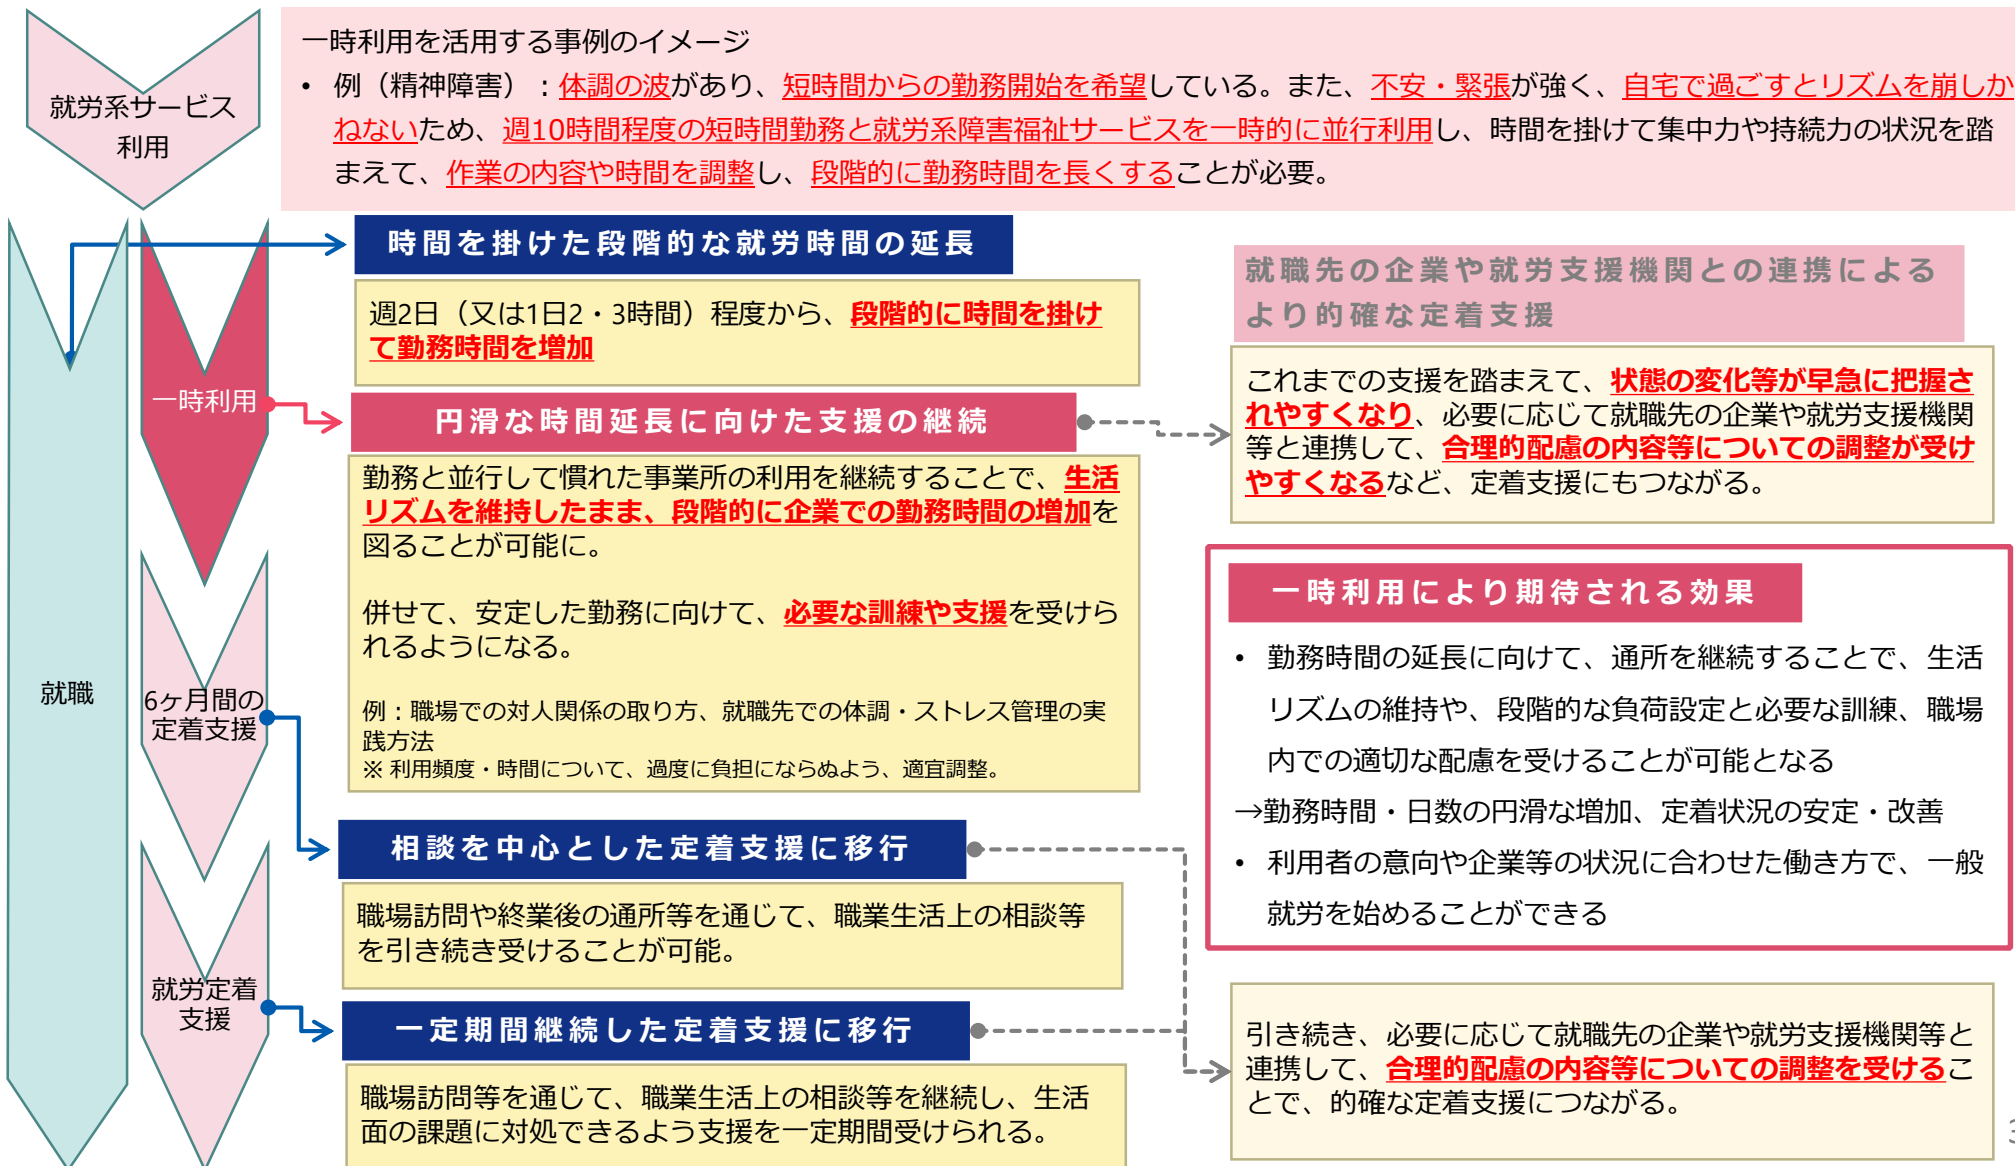 就労系サービス
利用
一時利用を活用する事例のイメージ
• 例（精神障害）：体調の波があり、短時間からの勤務開始を希望している。また、不安・緊張が強く、自宅で過ごすとリズムを崩しか
ねないため、週10時間程度の短時間勤務と就労系障害福祉サービスを一時的に並行利用し、時間を掛けて集中力や持続力の状況を踏
まえて、作業の内容や時間を調整し、段階的に勤務時間を長くすることが必要。
就職
一時利用
6ヶ月間の
定着支援
就労定着
支援
時間を掛けた段階的な就労時間の延長
週2日（又は1日2・3時間）程度から、段階的に時間を掛け
て勤務時間を増加
円滑な時間延長に向けた支援の継続
勤務と並行して慣れた事業所の利用を継続することで、生活
リズムを維持したまま、段階的に企業での勤務時間の増加を
図ることが可能に。
併せて、安定した勤務に向けて、必要な訓練や支援を受けら
れるようになる。
例：職場での対人関係の取り方、就職先での体調・ストレス管理の実
践方法
※ 利用頻度・時間について、過度に負担にならぬよう、適宜調整。
相談を中心とした定着支援に移行
職場訪問や終業後の通所等を通じて、職業生活上の相談等
を引き続き受けることが可能。
一定期間継続した定着支援に移行
職場訪問等を通じて、職業生活上の相談等を継続し、生活
面の課題に対処できるよう支援を一定期間受けられる。
就職先の企業や就労支援機関との連携による
より的確な定着支援
これまでの支援を踏まえて、状態の変化等が早急に把握さ
れやすくなり、必要に応じて就職先の企業や就労支援機関
等と連携して、合理的配慮の内容等についての調整が受け
やすくなるなど、定着支援にもつながる。
一時利用により期待される効果
• 勤務時間の延長に向けて、通所を継続することで、生活
リズムの維持や、段階的な負荷設定と必要な訓練、職場
内での適切な配慮を受けることが可能となる
→勤務時間・日数の円滑な増加、定着状況の安定・改善
• 利用者の意向や企業等の状況に合わせた働き方で、一般
就労を始めることができる
引き続き、必要に応じて就職先の企業や就労支援機関等と
連携して、合理的配慮の内容等についての調整を受けるこ
とで、的確な定着支援につながる。